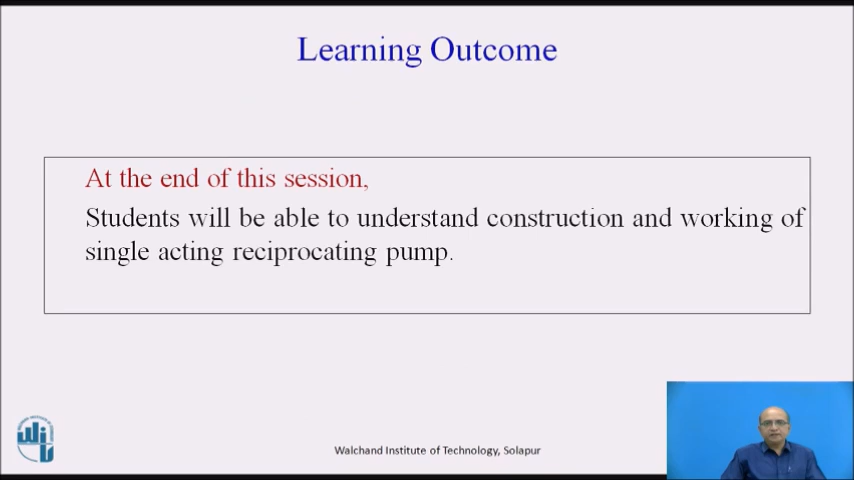 Learning Outcome
At the end of this session,
Students will be able to understand construction and working of
single acting reciprocating pump.
Walchand Institute of Technology, Solapur